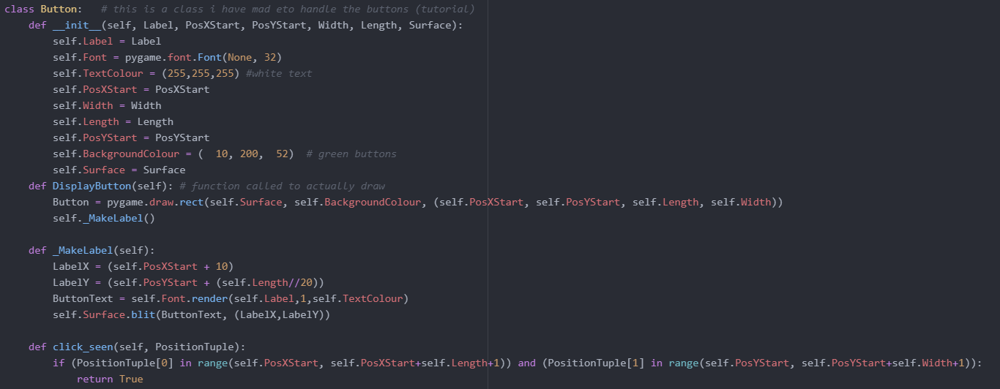 class Button:   # this is a class i have mad eto handle the buttons (tutorial)
    def __init__(self, Label, PosXStart, PosYStart, Width, Length, Surface):
        self.Label = Label
        self.Font = pygame.font.Font(None, 32)
        self.TextColour = (255,255,255) #white text
        self.PosXStart = PosXStart
        self.Width = Width
        self.Length = Length
        self.PosYStart = PosYStart
        self.BackgroundColour = (  10, 200,  52)  # green buttons
        self.Surface = Surface
    def DisplayButton(self): # function called to actually draw
        Button = pygame.draw.rect(self.Surface, self.BackgroundColour, (self.PosXStart, self.PosYStart, self.Length, self.Width))
        self._MakeLabel()

    def _MakeLabel(self):
        LabelX = (self.PosXStart + 10)
        LabelY = (self.PosYStart + (self.Length//20))
        ButtonText = self.Font.render(self.Label,1,self.TextColour)
        self.Surface.blit(ButtonText, (LabelX,LabelY))

    def click_seen(self, PositionTuple):
        if (PositionTuple[0] in range(self.PosXStart, self.PosXStart+self.Length+1)) and (PositionTuple[1] in range(self.PosYStart, self.PosYStart+self.Width+1)):
            return True